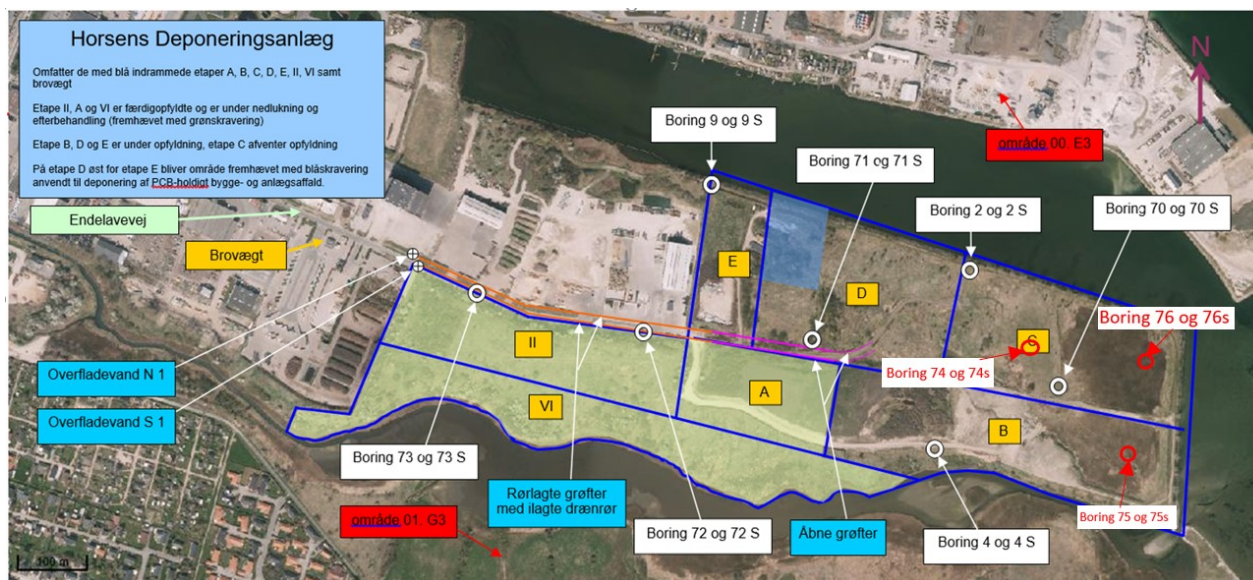 Horsens Deponeringsanlæg
Omfatter de med blå indrammede etaper A, B, C, D, E, II, VI samt
brovægt
Etape II, A og VI er færdigopfyldte og er under nedlukning og
efterbehandling (fremhævet med grønskravering)
Etape B, D og E er under opfyldning, etape C afventer opfyldning
På etape D øst for etape E bliver område fremhævet med blåskravering
anvendt til deponering af PCB-holdigt bygge- og anlægsaffald.
Endelavevej
Brovægt
Boring 9 og 9 S
Boring 71 og 71 S
Boring 2 og 2 S
Boring 70 og 70 S
område 00. E3
N
E
D
Boring 76 og 76s
Boring 74 og 74s
II
VI
A
B
Overfladevand N 1
Overfladevand S 1
Boring 73 og 73 S
område 01. G3
Rørlagte grøfter
med ilagte drænrør
Boring 72 og 72 S
Åbne grøfter
Boring 4 og 4 S
Boring 75 og 75s
100 m